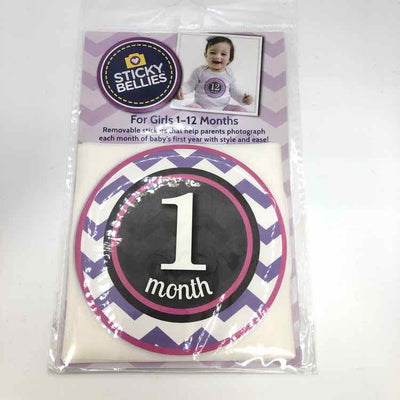 STICKY
BELLIES
12
For Girls 1-12 Months
Removable stickers that help parents photograph
each month of baby's first year with style and ease!
1
month